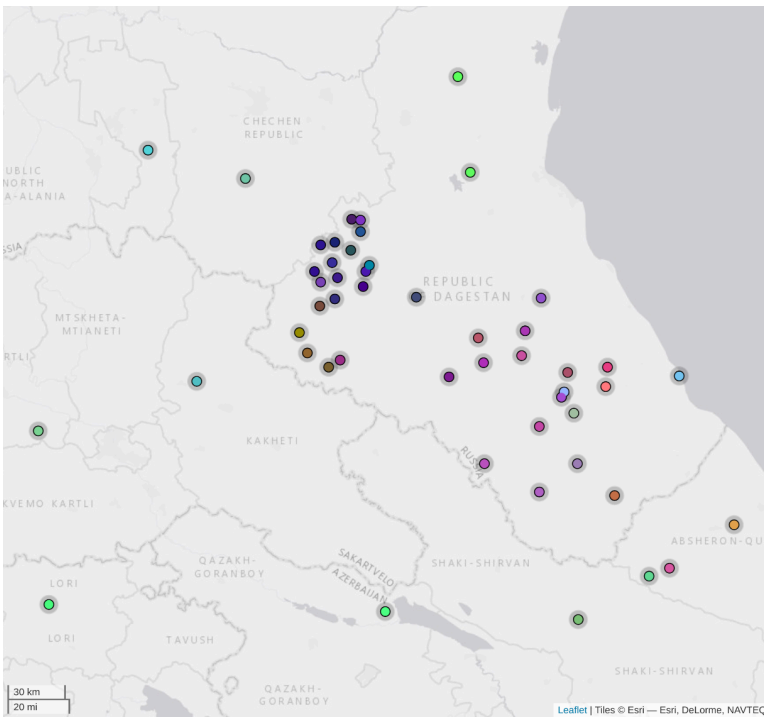 CHECHEN
REPUBLIC
UBLIC
NORTH
A-ALANIA
SSIA
REPUBLIC
DAGESTAN
MTSKHETA-
MTIANETI
RTLI
KAKHETI
RUSSIA
KVEMO KARTLI
ABSHERON-QU
SAKARTVELO
AZERBAIJAN
QAZAKH-
GORANBOY
SHAKI-SHIRVAN
LORI
LORI
TAVUSH
SHAKI-SHIRVAN
QAZAKH-
GORANBOY
30 km
20 mi
Leaflet | Tiles © Esri — Esri, DeLorme, NAVTEQ